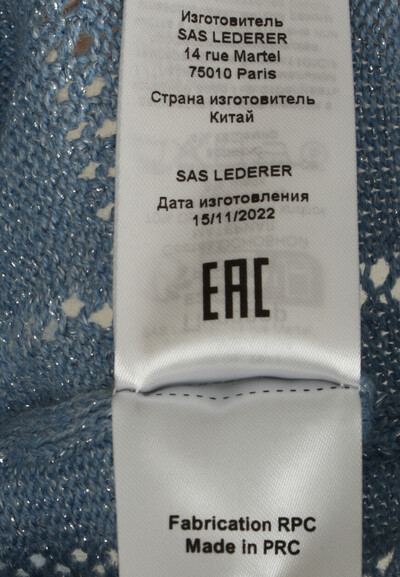 Изготовитель
SAS LEDERER
14 rue Martel
75010 Paris
Страна изготовитель
Китай
SAS LEDERER
Дата изготовления
15/11/2022
EAC
Fabrication RPC
Made in PRC